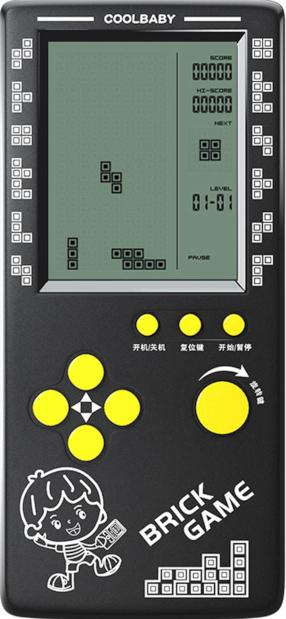 COOLBABY
SCORE
00000
HI-SCORE
00000
NEXT
LEVEL
01-01
PAUSE
开机/关机
复位键
开始/暂停
旋转键
BRICK
GAME